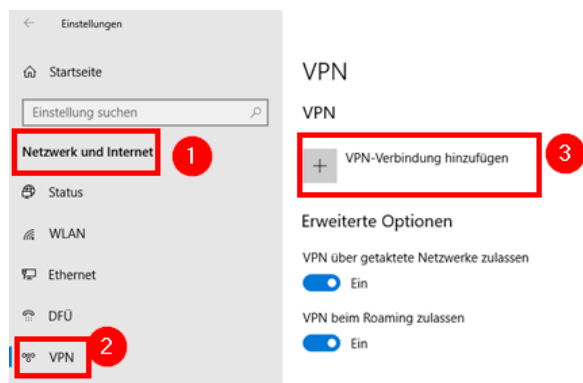 Einstellungen
Startseite
Einstellung suchen
Netzwerk und Internet
1
Status
WLAN
Ethernet
DFÜ
VPN
2
VPN
VPN
VPN-Verbindung hinzufügen
3
Erweiterte Optionen
VPN über getaktete Netzwerke zulassen
Ein
VPN beim Roaming zulassen
Ein